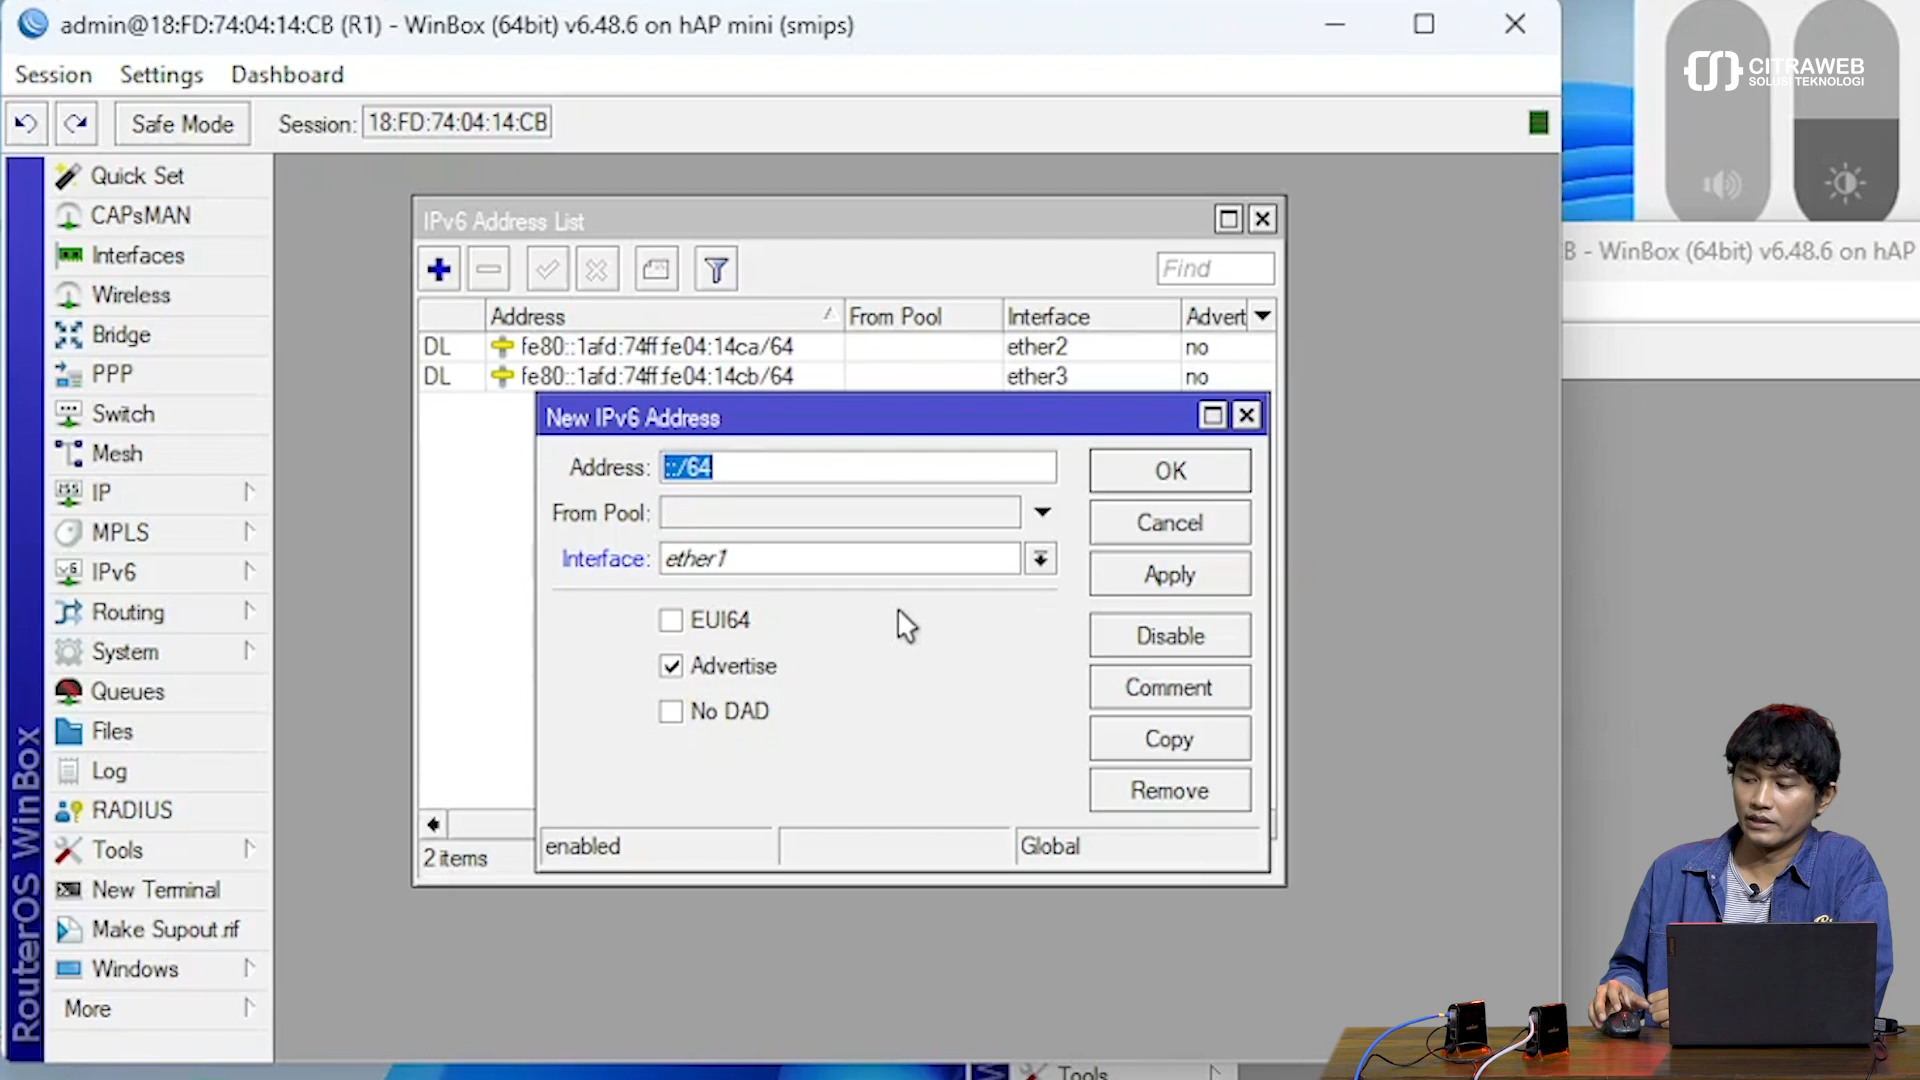 admin@18:FD:74:04:14:CB (R1) - WinBox (64bit) v6.48.6 on hAP mini (smips)
Session Settings Dashboard
Safe Mode Session: 18:FD:74:04:14:CB
CITRAWEB
SOLUSI TEKNOLOGI
B - WinBox (64bit) v6.48.6 on hAP
RouterOS WinBox
Quick Set
CAPsMAN
Interfaces
Wireless
Bridge
PPP
Switch
Mesh
IP
MPLS
IPv6
Routing
System
Queues
Files
Log
RADIUS
Tools
New Terminal
Make Supout.rif
Windows
More
IPv6 Address List
Find
Address From Pool Interface Advert
DL fe80::1afd:74ff:fe04:14ca/64 ether2 no
DL fe80::1afd:74ff:fe04:14cb/64 ether3 no
2 items
New IPv6 Address
Address: ::/64
From Pool:
Interface: ether1
EUI64
Advertise
No DAD
OK
Cancel
Apply
Disable
Comment
Copy
Remove
enabled Global
Tools